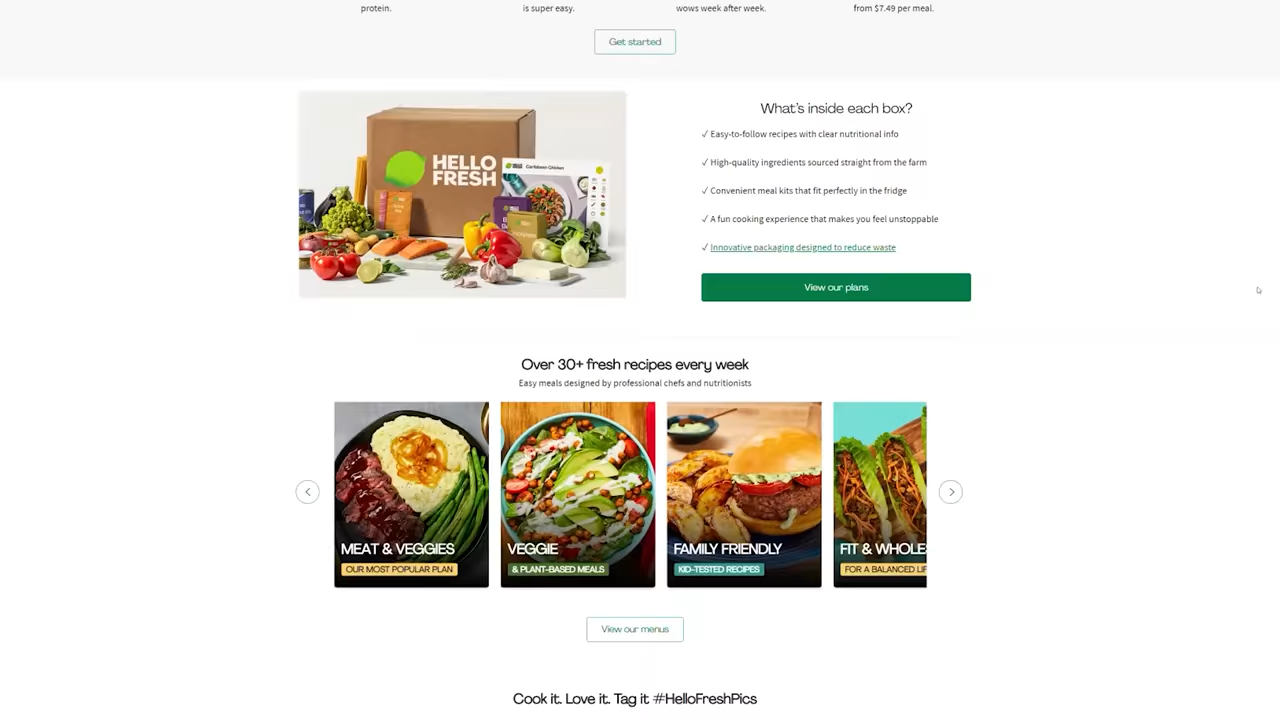 protein.
is super easy.
wows week after week.
from $7.49 per meal.
Get started
HELLO
FRESH
Caribbean Chicken
What's inside each box?
✓ Easy-to-follow recipes with clear nutritional info
✓ High-quality ingredients sourced straight from the farm
✓ Convenient meal kits that fit perfectly in the fridge
✓ A fun cooking experience that makes you feel unstoppable
✓ Innovative packaging designed to reduce waste
View our plans
Over 30+ fresh recipes every week
Easy meals designed by professional chefs and nutritionists
MEAT & VEGGIES
OUR MOST POPULAR PLAN
VEGGIE
& PLANT-BASED MEALS
FAMILY FRIENDLY
KID-TESTED RECIPES
FIT & WHOLES
FOR A BALANCED LIF
View our menus
Cook it. Love it. Tag it #HelloFreshPics